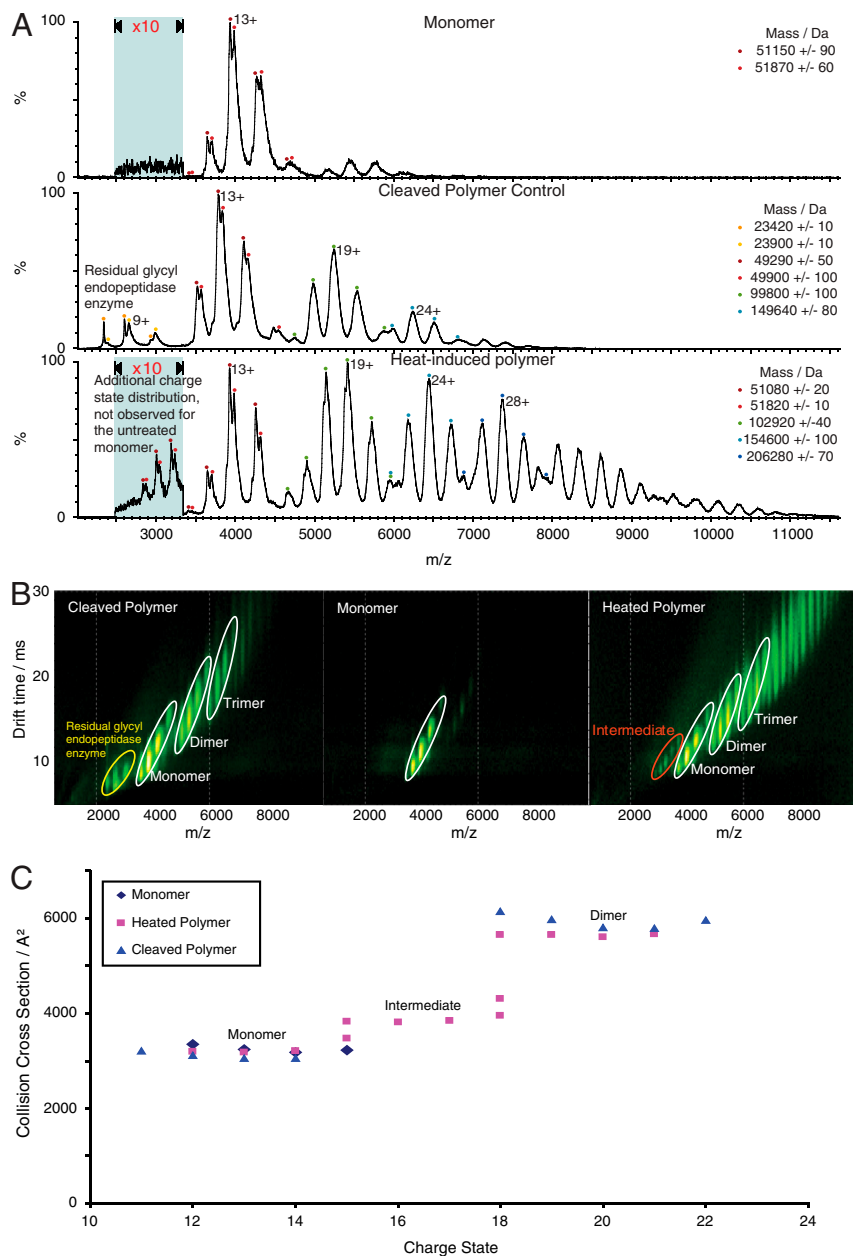 A
Monomer
100
%
0
x10
13+
Mass / Da
51150 +/- 90
51870 +/- 60
Cleaved Polymer Control
100
%
0
Residual glycyl
endopeptidase
enzyme
9+
13+
19+
24+
Mass / Da
23420 +/- 10
23900 +/- 10
49290 +/- 50
49900 +/- 100
99800 +/- 100
149640 +/- 80
Heat-induced polymer
100
%
0
x10
Additional charge
state distribution,
not observed for
the untreated
monomer
13+
19+
24+
28+
Mass / Da
51080 +/- 20
51820 +/- 10
102920 +/-40
154600 +/- 100
206280 +/- 70
3000 4000 5000 6000 7000 8000 9000 10000 11000
m/z
B
Drift time / ms
30
20
10
Cleaved Polymer
Residual glycyl
endopeptidase
enzyme
Monomer
Dimer
Trimer
2000 4000 6000 8000
m/z
Monomer
2000 4000 6000 8000
m/z
Heated Polymer
Intermediate
Monomer
Dimer
Trimer
2000 4000 6000 8000
m/z
C
Collision Cross Section / A²
6000
4000
2000
0
Monomer
Heated Polymer
Cleaved Polymer
Monomer
Intermediate
Dimer
10 12 14 16 18 20 22 24
Charge State